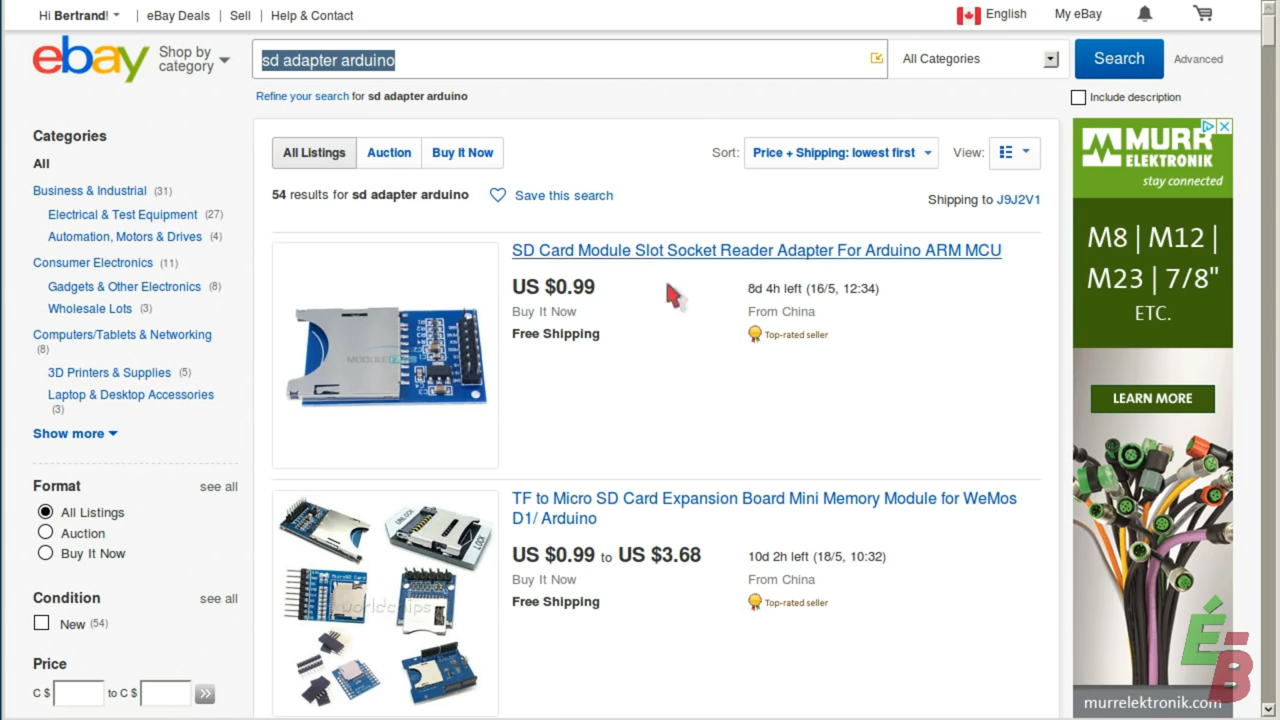 Hi Bertrand! | eBay Deals | Sell | Help & Contact
English My eBay
ebay
Shop by
category
sd adapter arduino
All Categories
Search
Advanced
Refine your search for sd adapter arduino
Include description
Categories
All
Business & Industrial (31)
Electrical & Test Equipment (27)
Automation, Motors & Drives (4)
Consumer Electronics (11)
Gadgets & Other Electronics (8)
Wholesale Lots (3)
Computers/Tablets & Networking
(8)
3D Printers & Supplies (5)
Laptop & Desktop Accessories
(3)
Show more
Format see all
All Listings
Auction
Buy It Now
Condition see all
New (54)
Price
C $ to C $
All Listings Auction Buy It Now
Sort: Price + Shipping: lowest first View:
54 results for sd adapter arduino Save this search
Shipping to J9J2V1
SD Card Module Slot Socket Reader Adapter For Arduino ARM MCU
US $0.99 8d 4h left (16/5, 12:34)
Buy It Now From China
Free Shipping Top-rated seller
TF to Micro SD Card Expansion Board Mini Memory Module for WeMos
D1/ Arduino
US $0.99 to US $3.68 10d 2h left (18/5, 10:32)
Buy It Now From China
Free Shipping Top-rated seller
UNLOCK
LOCK
worldchips
MURR
ELEKTRONIK
stay connected
M8 | M12 |
M23 | 7/8"
ETC.
LEARN MORE
murrelektronik.com
ÉB